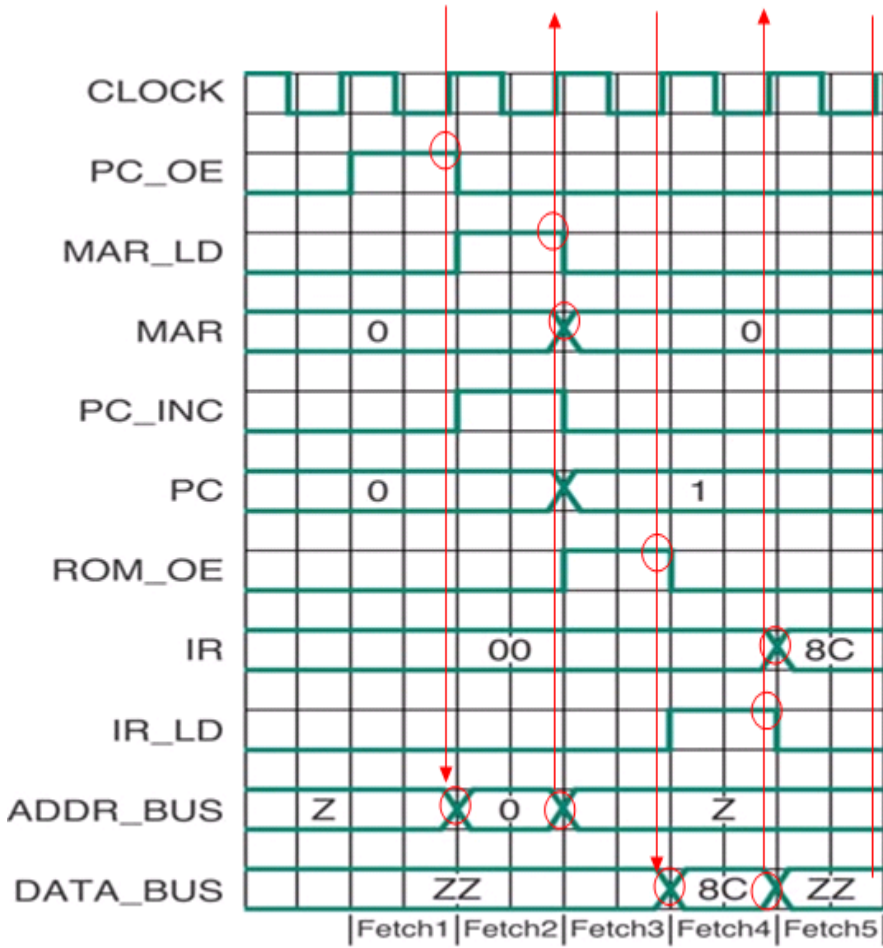 CLOCK
PC_OE
MAR_LD
MAR 0 0
PC_INC
PC 0 1
ROM_OE
IR 00 8C
IR_LD
ADDR_BUS Z 0 Z
DATA_BUS ZZ 8C ZZ
Fetch1 Fetch2 Fetch3 Fetch4 Fetch5